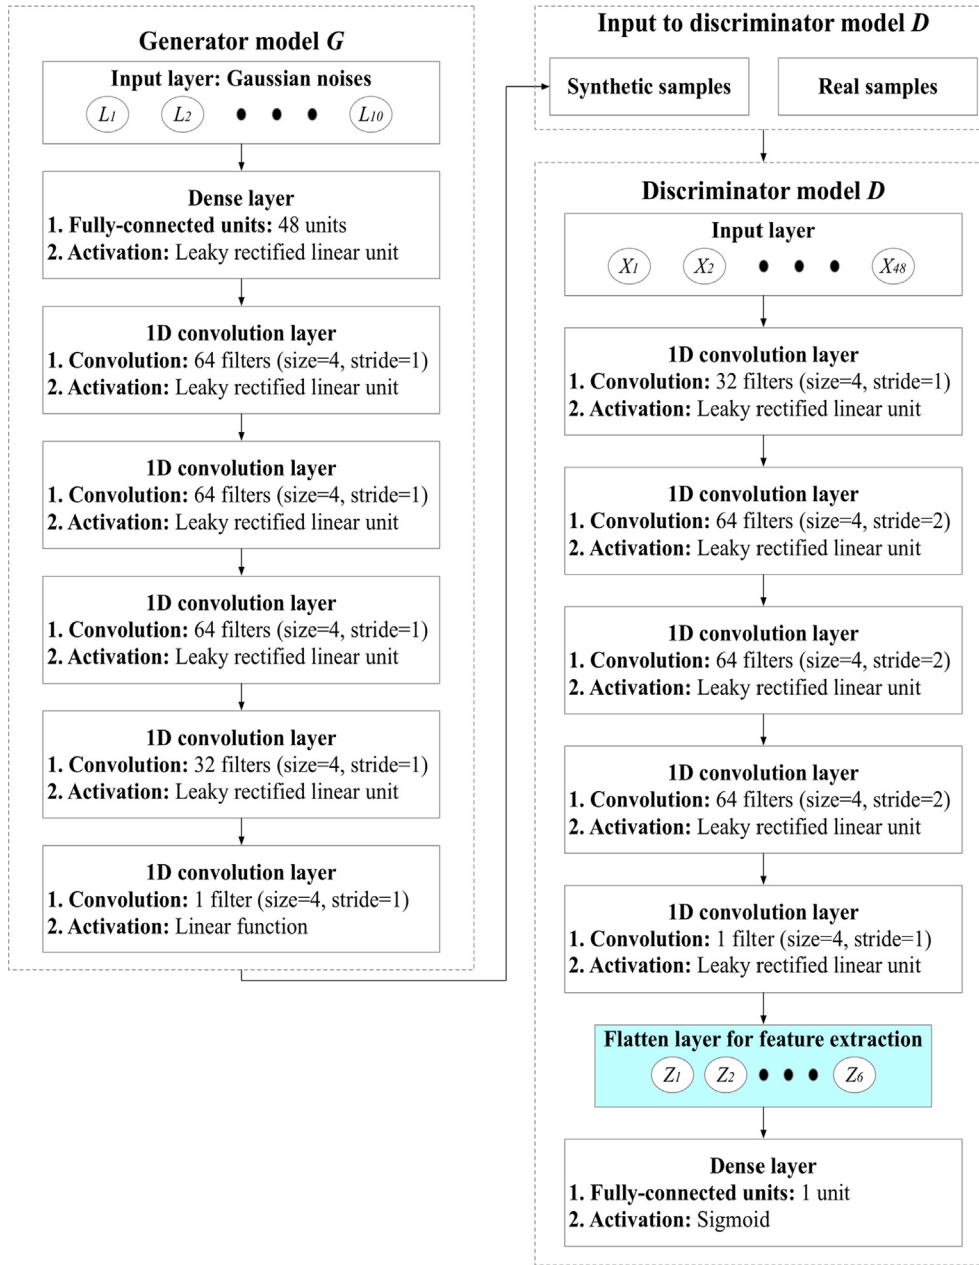 Generator model G
Input layer: Gaussian noises
L1 L2 L10
Dense layer
1. Fully-connected units: 48 units
2. Activation: Leaky rectified linear unit
1D convolution layer
1. Convolution: 64 filters (size=4, stride=1)
2. Activation: Leaky rectified linear unit
1D convolution layer
1. Convolution: 64 filters (size=4, stride=1)
2. Activation: Leaky rectified linear unit
1D convolution layer
1. Convolution: 64 filters (size=4, stride=1)
2. Activation: Leaky rectified linear unit
1D convolution layer
1. Convolution: 32 filters (size=4, stride=1)
2. Activation: Leaky rectified linear unit
1D convolution layer
1. Convolution: 1 filter (size=4, stride=1)
2. Activation: Linear function
Input to discriminator model D
Synthetic samples
Real samples
Discriminator model D
Input layer
X1 X2 X48
1D convolution layer
1. Convolution: 32 filters (size=4, stride=1)
2. Activation: Leaky rectified linear unit
1D convolution layer
1. Convolution: 64 filters (size=4, stride=2)
2. Activation: Leaky rectified linear unit
1D convolution layer
1. Convolution: 64 filters (size=4, stride=2)
2. Activation: Leaky rectified linear unit
1D convolution layer
1. Convolution: 64 filters (size=4, stride=2)
2. Activation: Leaky rectified linear unit
1D convolution layer
1. Convolution: 1 filter (size=4, stride=1)
2. Activation: Leaky rectified linear unit
Flatten layer for feature extraction
Z1 Z2 Z6
Dense layer
1. Fully-connected units: 1 unit
2. Activation: Sigmoid